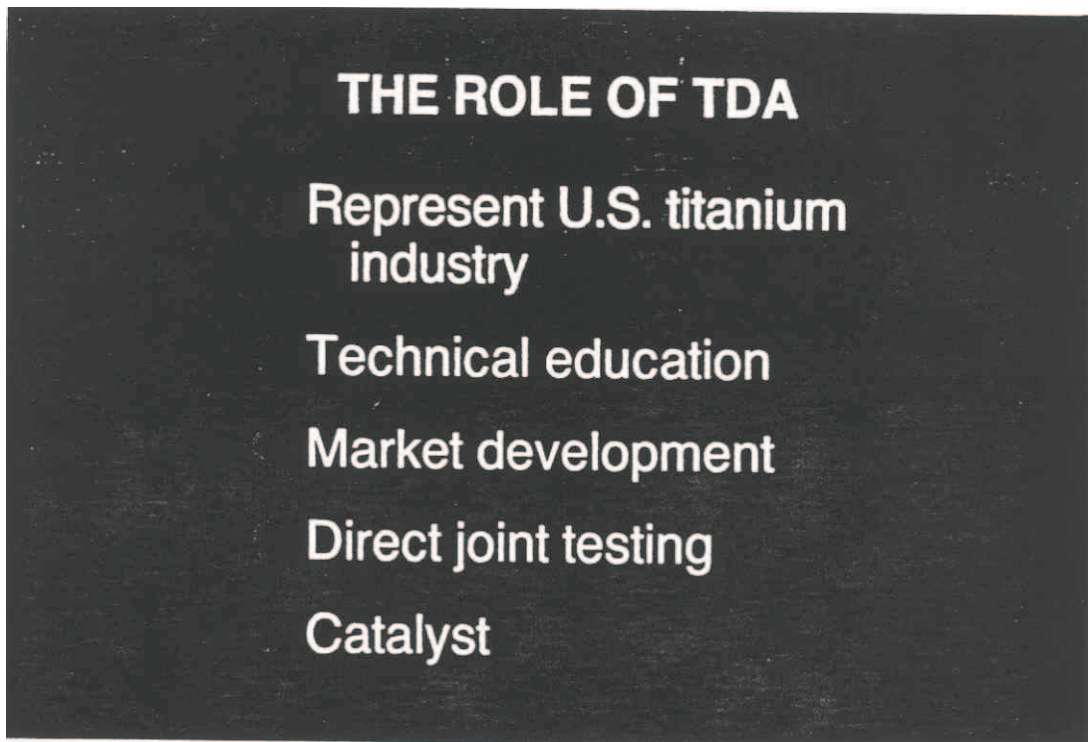 THE ROLE OF TDA
Represent U.S. titanium
industry
Technical education
Market development
Direct joint testing
Catalyst